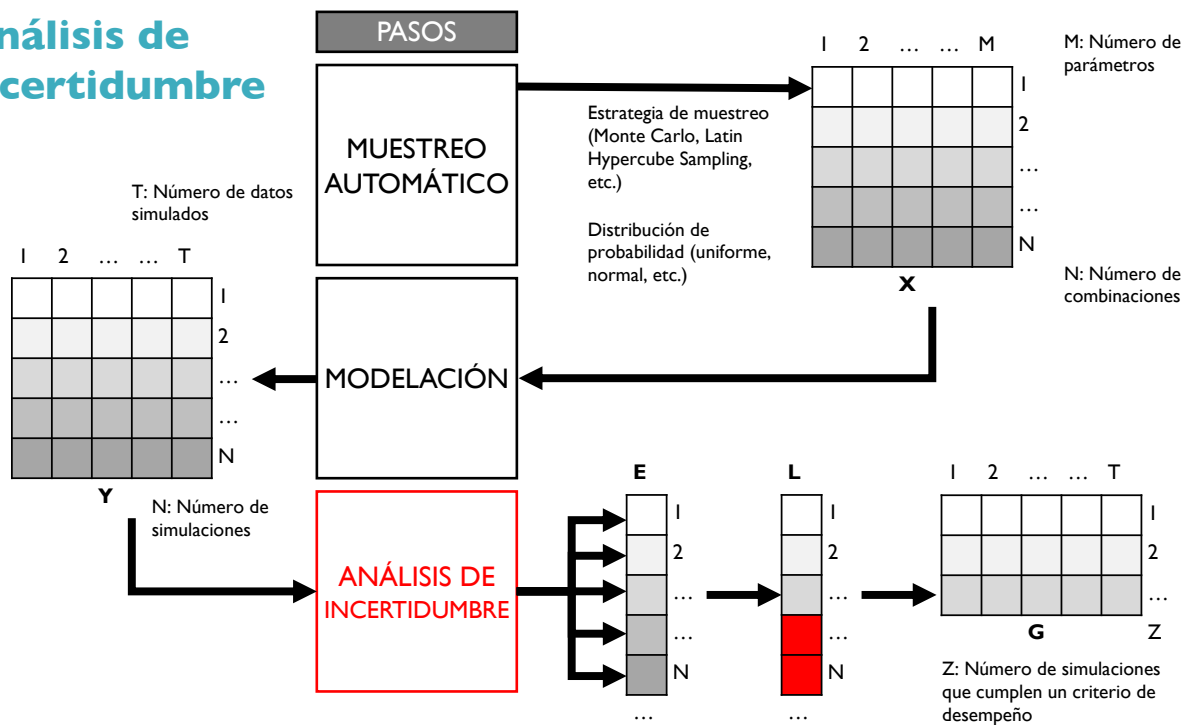 nálisis de
certidumbre
PASOS
MUESTREO
AUTOMÁTICO
Estrategia de muestreo
(Monte Carlo, Latin
Hypercube Sampling,
etc.)
Distribución de
probabilidad (uniforme,
normal, etc.)
1 2 … … M
1
2
…
…
N
X
M: Número de
parámetros
N: Número de
combinaciones
T: Número de datos
simulados
1 2 … … T
1
2
…
…
N
Y
N: Número de
simulaciones
MODELACIÓN
ANÁLISIS DE
INCERTIDUMBRE
E
1
2
…
…
N
…
L
1
2
…
…
N
…
1 2 … … T
1
2
…
G Z
Z: Número de simulaciones
que cumplen un criterio de
desempeño